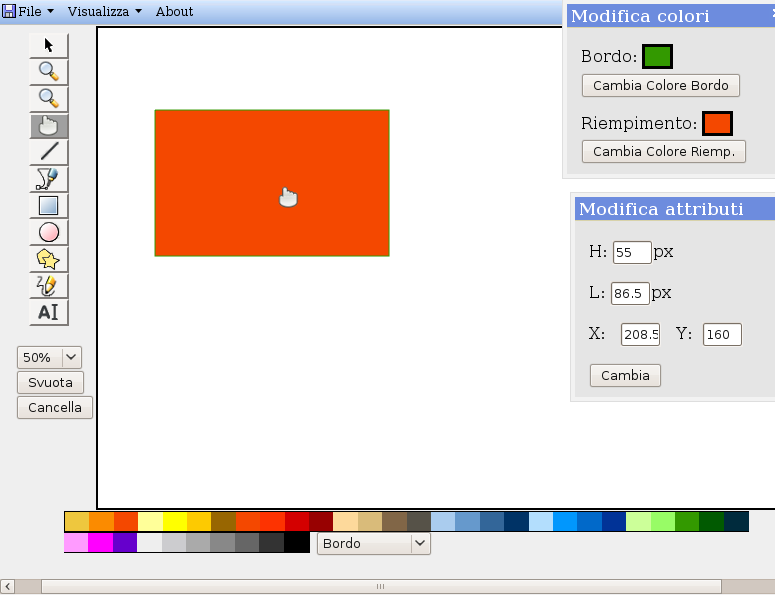 File Visualizza About
Modifica colori
Bordo:
Cambia Colore Bordo
Riempimento:
Cambia Colore Riemp.
Modifica attributi
H: 55 px
L: 86.5 px
X: 208.5 Y: 160
Cambia
AI
50%
Svuota
Cancella
Bordo